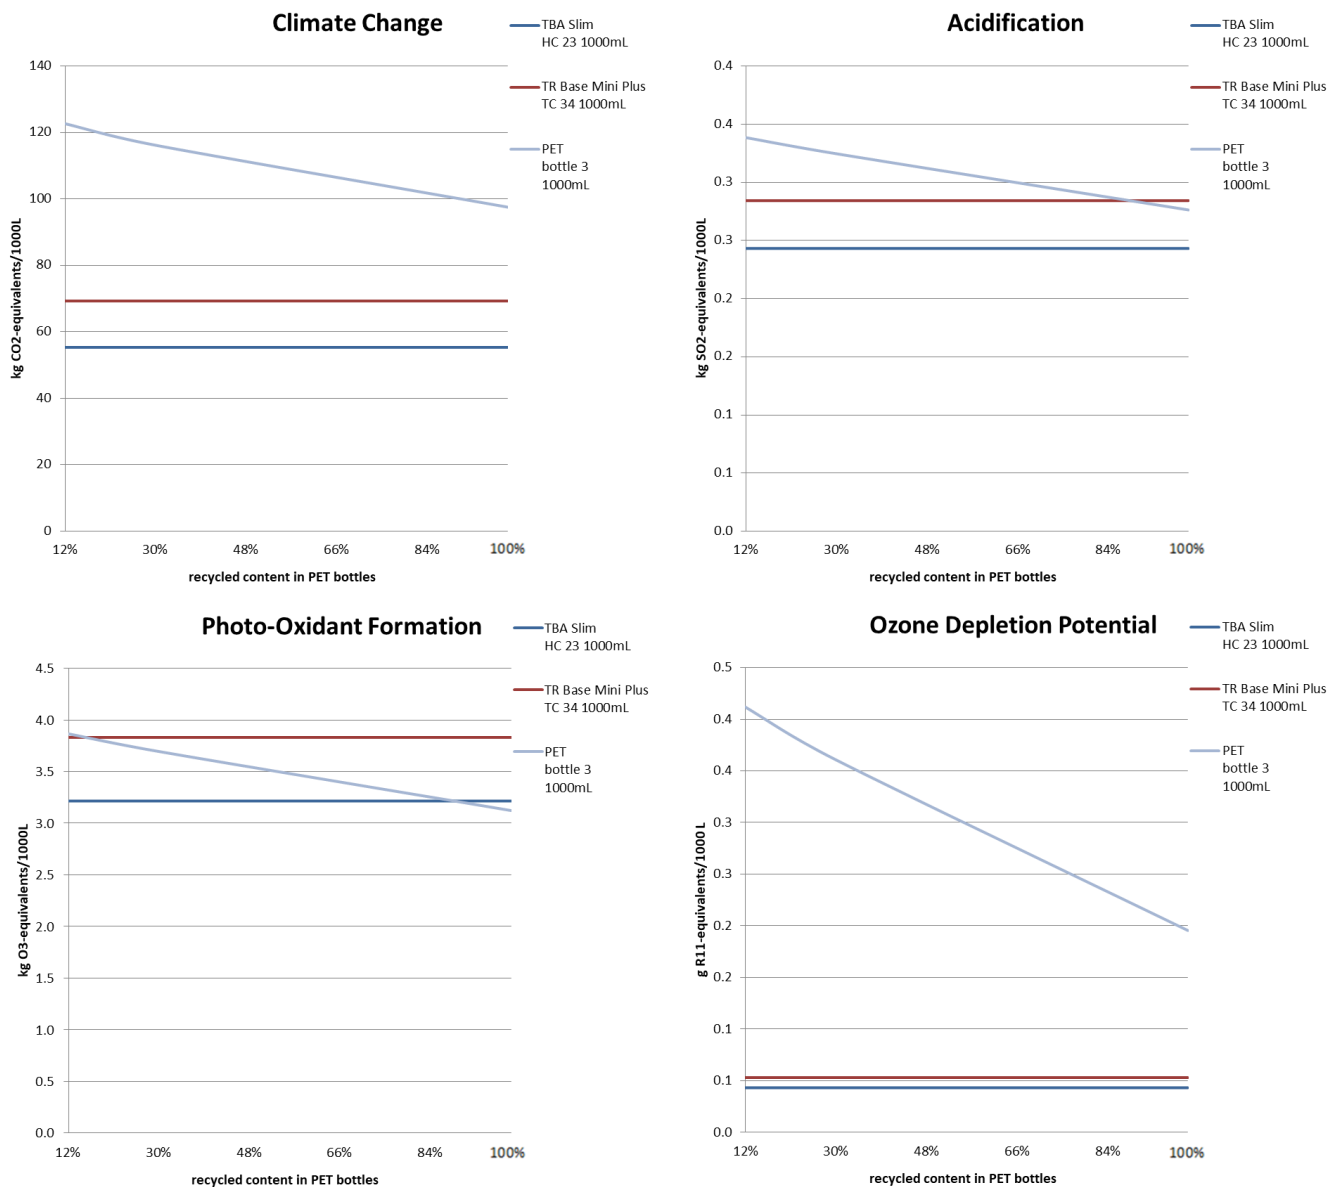 Climate Change
TBA Slim
HC 23 1000mL
TR Base Mini Plus
TC 34 1000mL
PET
bottle 3
1000mL
kg CO2-equivalents/1000L
140
120
100
80
60
40
20
0
12% 30% 48% 66% 84% 100%
recycled content in PET bottles
Acidification
TBA Slim
HC 23 1000mL
TR Base Mini Plus
TC 34 1000mL
PET
bottle 3
1000mL
kg SO2-equivalents/1000L
0.4
0.4
0.3
0.3
0.2
0.2
0.1
0.1
0.0
12% 30% 48% 66% 84% 100%
recycled content in PET bottles
Photo-Oxidant Formation
TBA Slim
HC 23 1000mL
TR Base Mini Plus
TC 34 1000mL
PET
bottle 3
1000mL
kg O3-equivalents/1000L
4.5
4.0
3.5
3.0
2.5
2.0
1.5
1.0
0.5
0.0
12% 30% 48% 66% 84% 100%
recycled content in PET bottles
Ozone Depletion Potential
TBA Slim
HC 23 1000mL
TR Base Mini Plus
TC 34 1000mL
PET
bottle 3
1000mL
g R11-equivalents/1000 L
0.5
0.4
0.4
0.3
0.3
0.2
0.2
0.1
0.1
0.0
12% 30% 48% 66% 84% 100%
recycled content in PET bottles